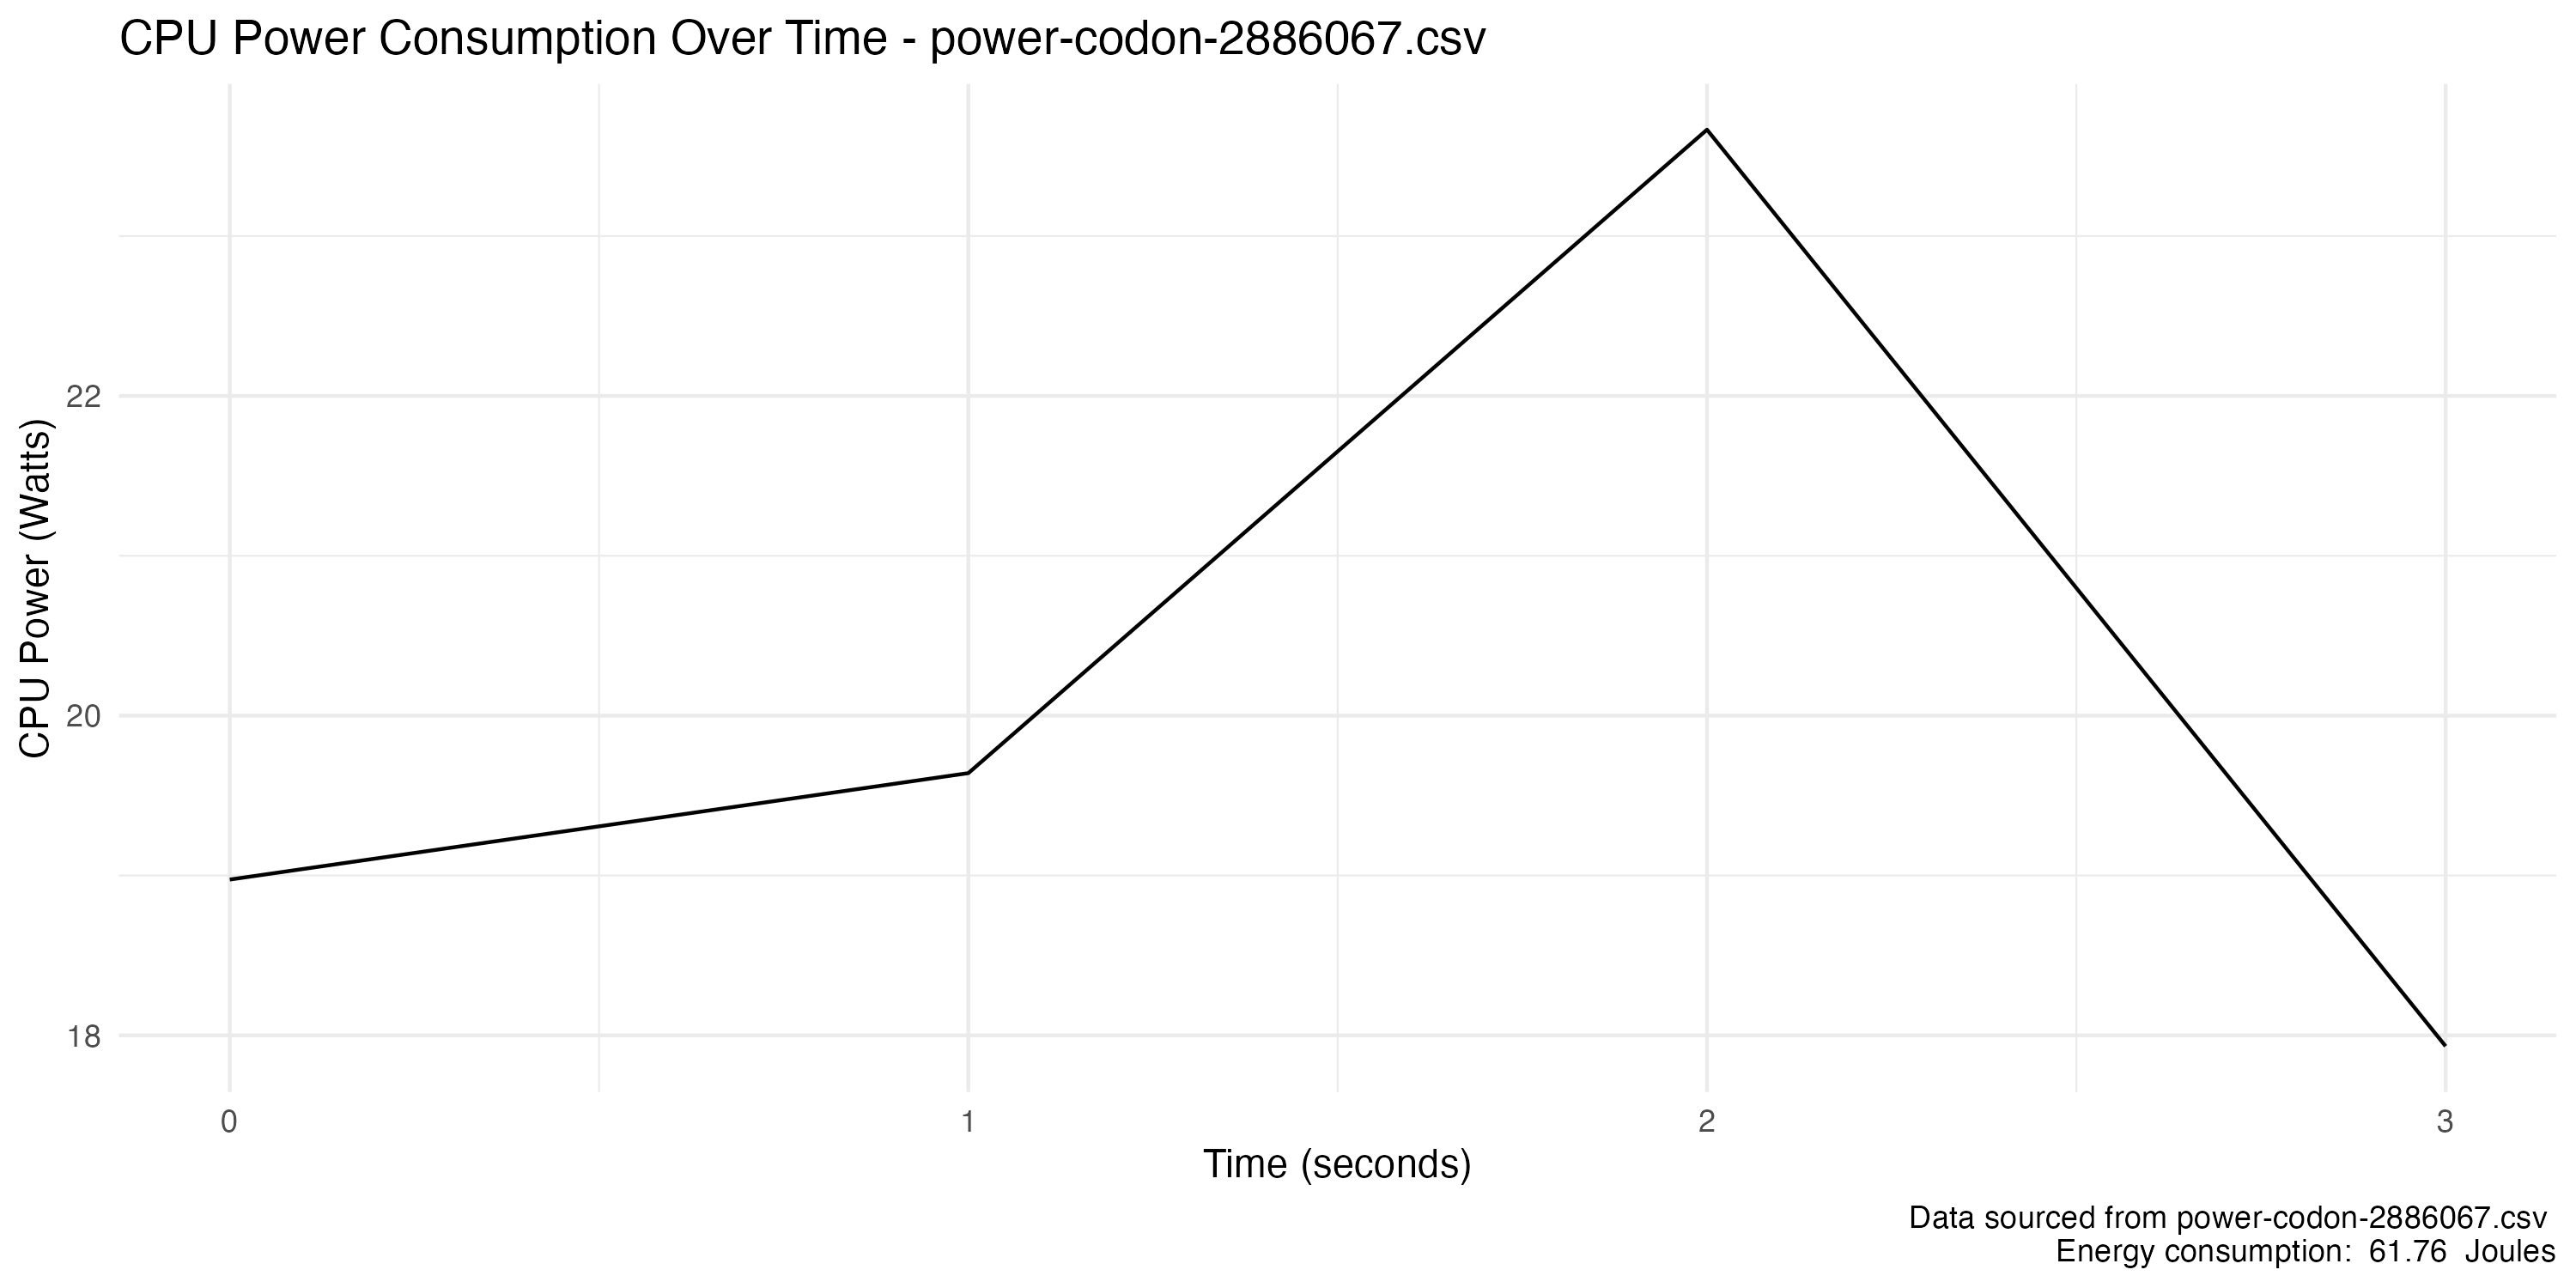 CPU Power Consumption Over Time - power-codon-2886067.csv
CPU Power (Watts)
22
20
18
0 1 2 3
Time (seconds)
Data sourced from power-codon-2886067.csv
Energy consumption: 61.76 Joules